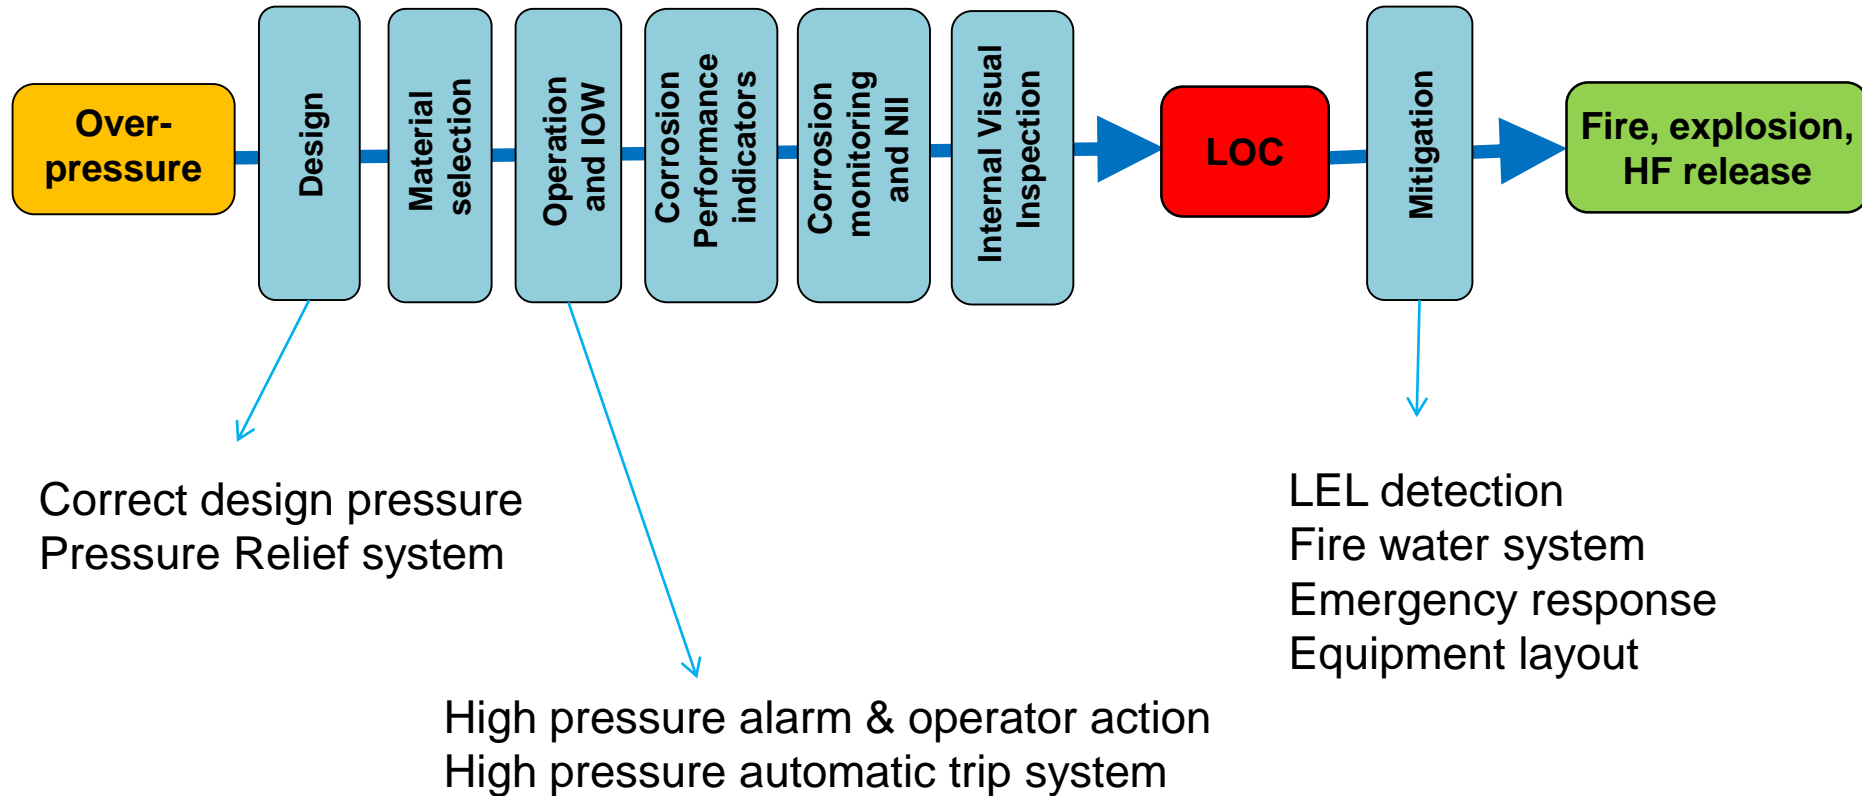 Over-
pressure
Design
Material
selection
Operation
and IOW
Corrosion
Performance
indicators
Corrosion
monitoring
and NII
Internal Visual
Inspection
LOC
Mitigation
Fire, explosion,
HF release
Correct design pressure
Pressure Relief system
High pressure alarm & operator action
High pressure automatic trip system
LEL detection
Fire water system
Emergency response
Equipment layout